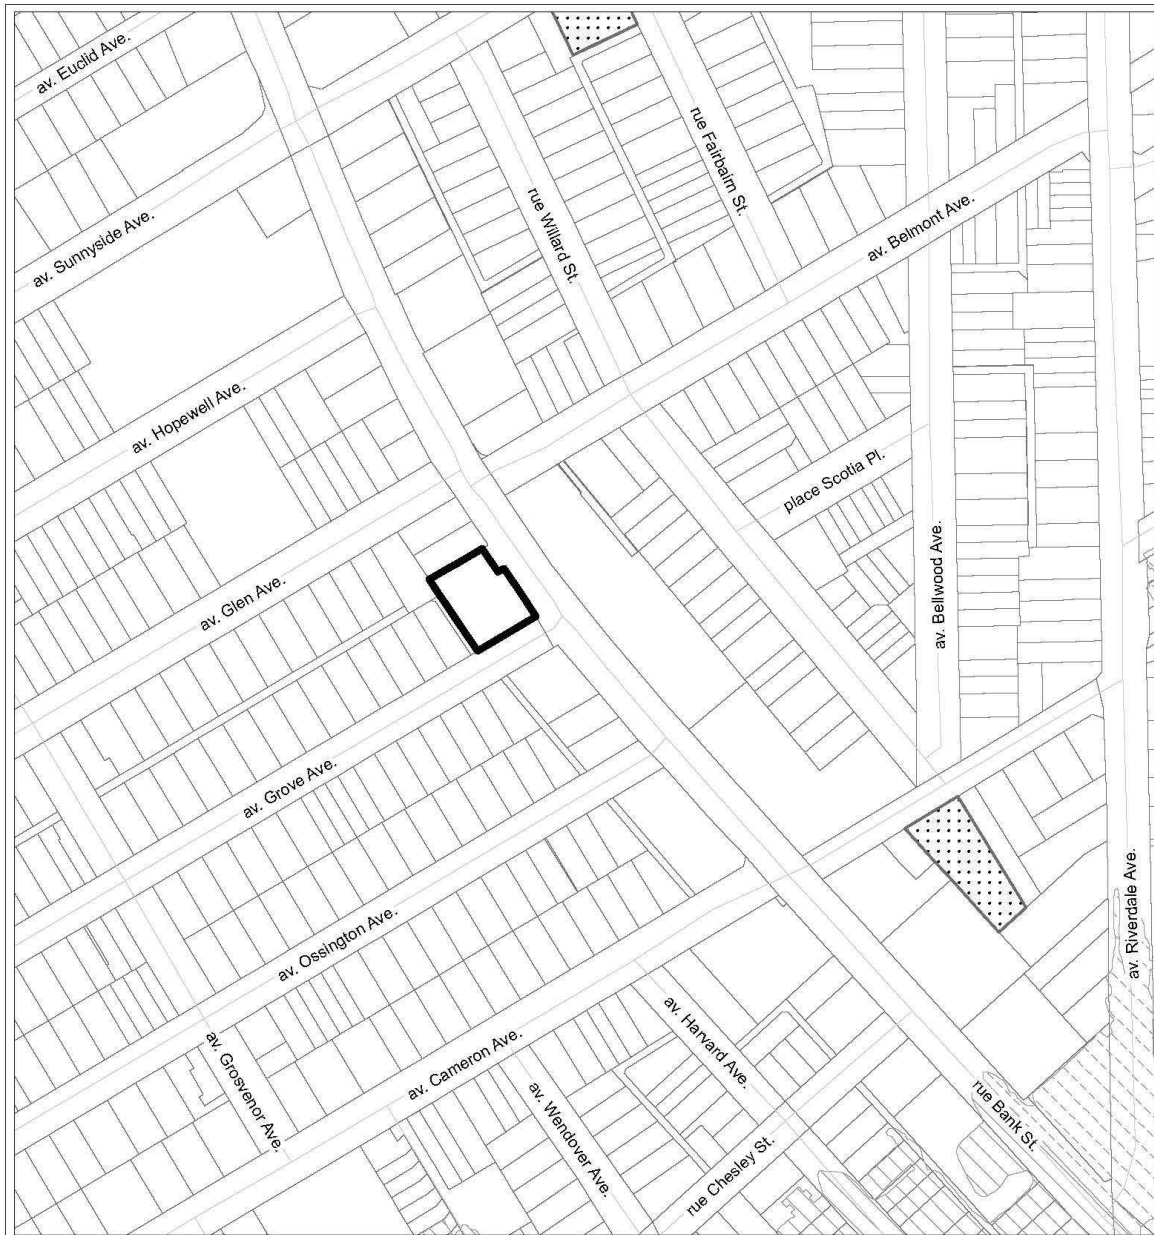 av. Euclid Ave.
rue Fairbairn St.
av. Sunnyside Ave.
rue Willard St.
av. Belmont Ave.
av. Hopewell Ave.
place Scotia Pl.
av. Glen Ave.
av. Bellwood Ave.
av. Grove Ave.
av. Ossington Ave.
av. Riverdale Ave.
av. Grosvenor Ave.
av. Cameron Ave.
av. Harvard Ave.
av. Wendover Ave.
rue Chesley St.
rue Bank St.